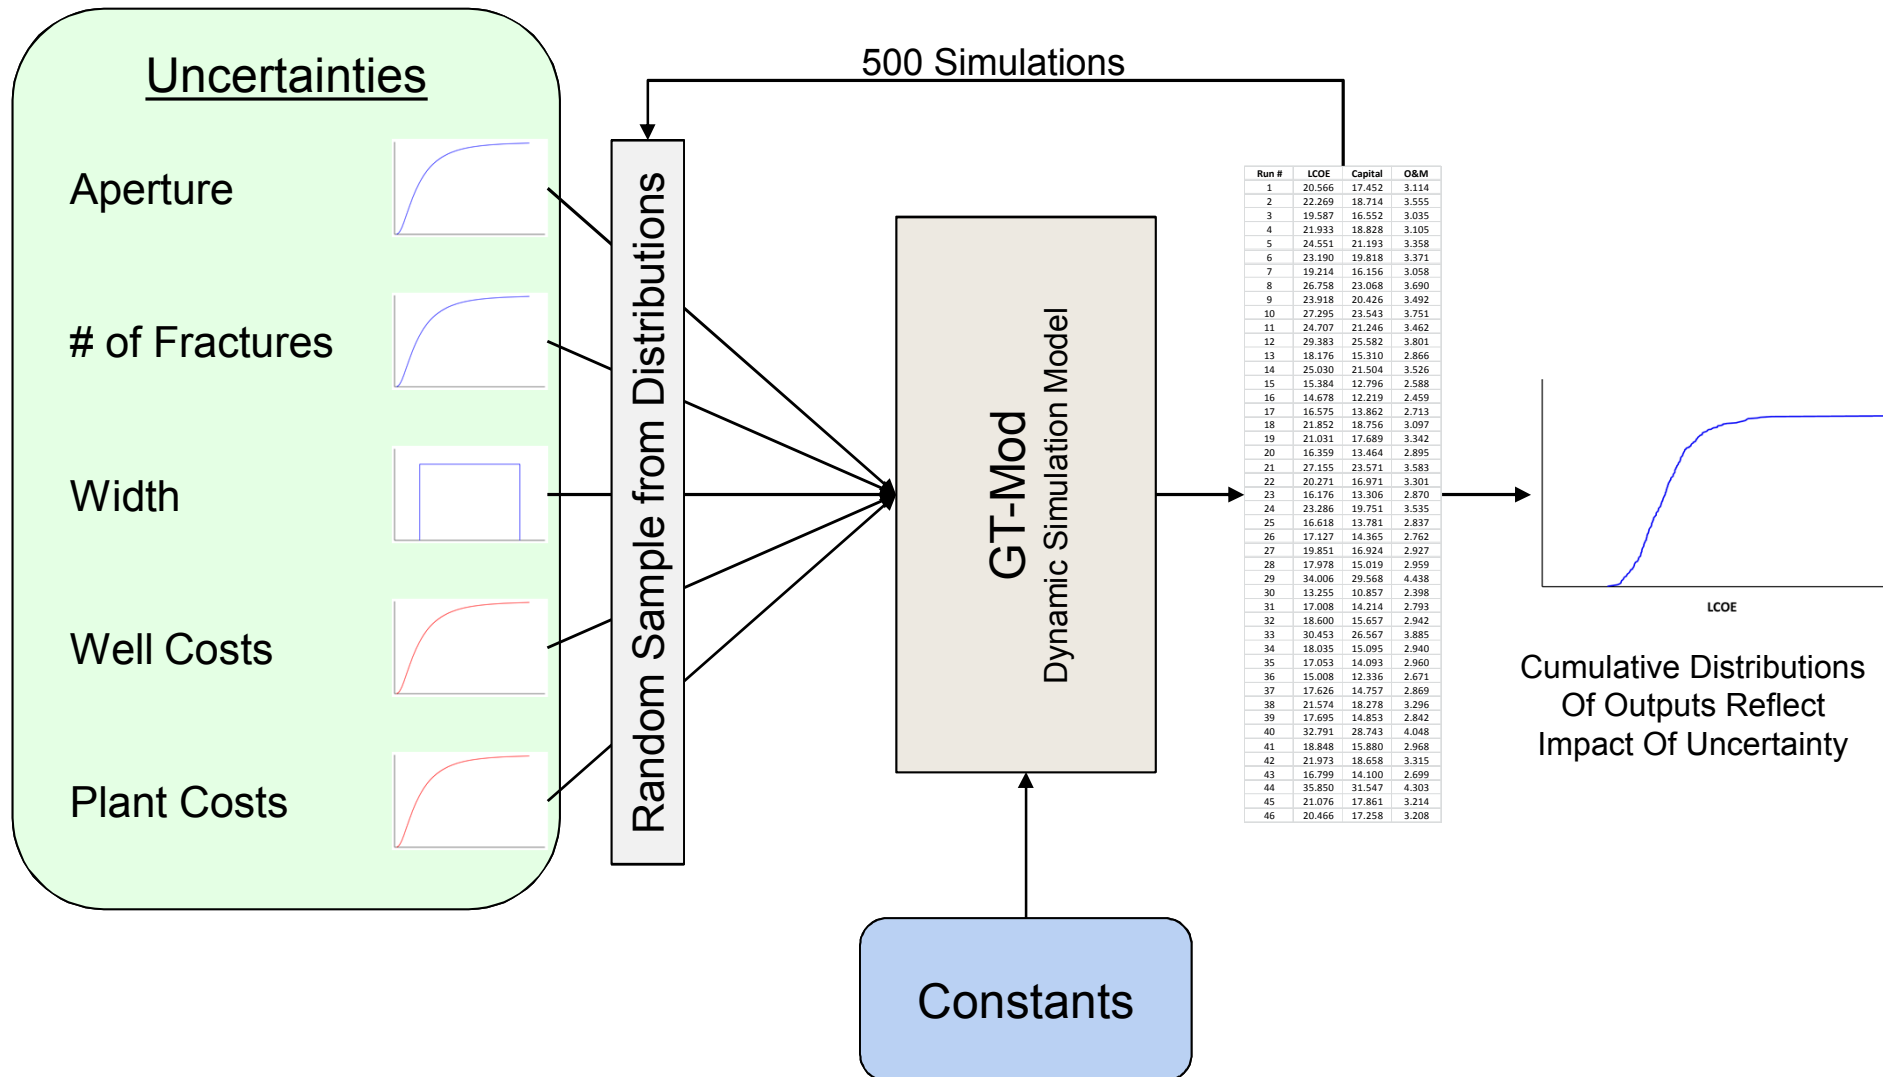 Uncertainties
Aperture
# of Fractures
Width
Well Costs
Plant Costs
Random Sample from Distributions
500 Simulations
GT-Mod
Dynamic Simulation Model
Constants
Run # LCOE Capital O&M
1 20.566 17.452 3.114
2 22.269 18.714 3.555
3 19.587 16.552 3.035
4 21.933 18.828 3.105
5 24.551 21.193 3.358
6 23.190 19.818 3.371
7 19.214 16.156 3.058
8 26.758 23.068 3.690
9 23.918 20.426 3.492
10 27.295 23.543 3.751
11 24.707 21.246 3.462
12 29.383 25.582 3.801
13 18.176 15.310 2.866
14 25.030 21.504 3.526
15 15.384 12.796 2.588
16 14.678 12.219 2.459
17 16.575 13.862 2.713
18 21.852 18.756 3.097
19 21.031 17.689 3.342
20 16.359 13.464 2.895
21 27.155 23.571 3.583
22 20.271 16.971 3.301
23 16.176 13.306 2.870
24 23.286 19.751 3.535
25 16.618 13.781 2.837
26 17.127 14.365 2.762
27 19.851 16.924 2.927
28 17.978 15.019 2.959
29 34.006 29.568 4.438
30 13.255 10.857 2.398
31 17.008 14.214 2.793
32 18.600 15.657 2.942
33 30.453 26.567 3.885
34 18.035 15.095 2.940
35 17.053 14.093 2.960
36 15.008 12.336 2.671
37 17.626 14.757 2.869
38 21.574 18.278 3.296
39 17.695 14.853 2.842
40 32.791 28.743 4.048
41 18.848 15.880 2.968
42 21.973 18.658 3.315
43 16.799 14.100 2.699
44 35.850 31.547 4.303
45 21.076 17.861 3.214
46 20.466 17.258 3.208
LCOE
Cumulative Distributions
Of Outputs Reflect
Impact Of Uncertainty